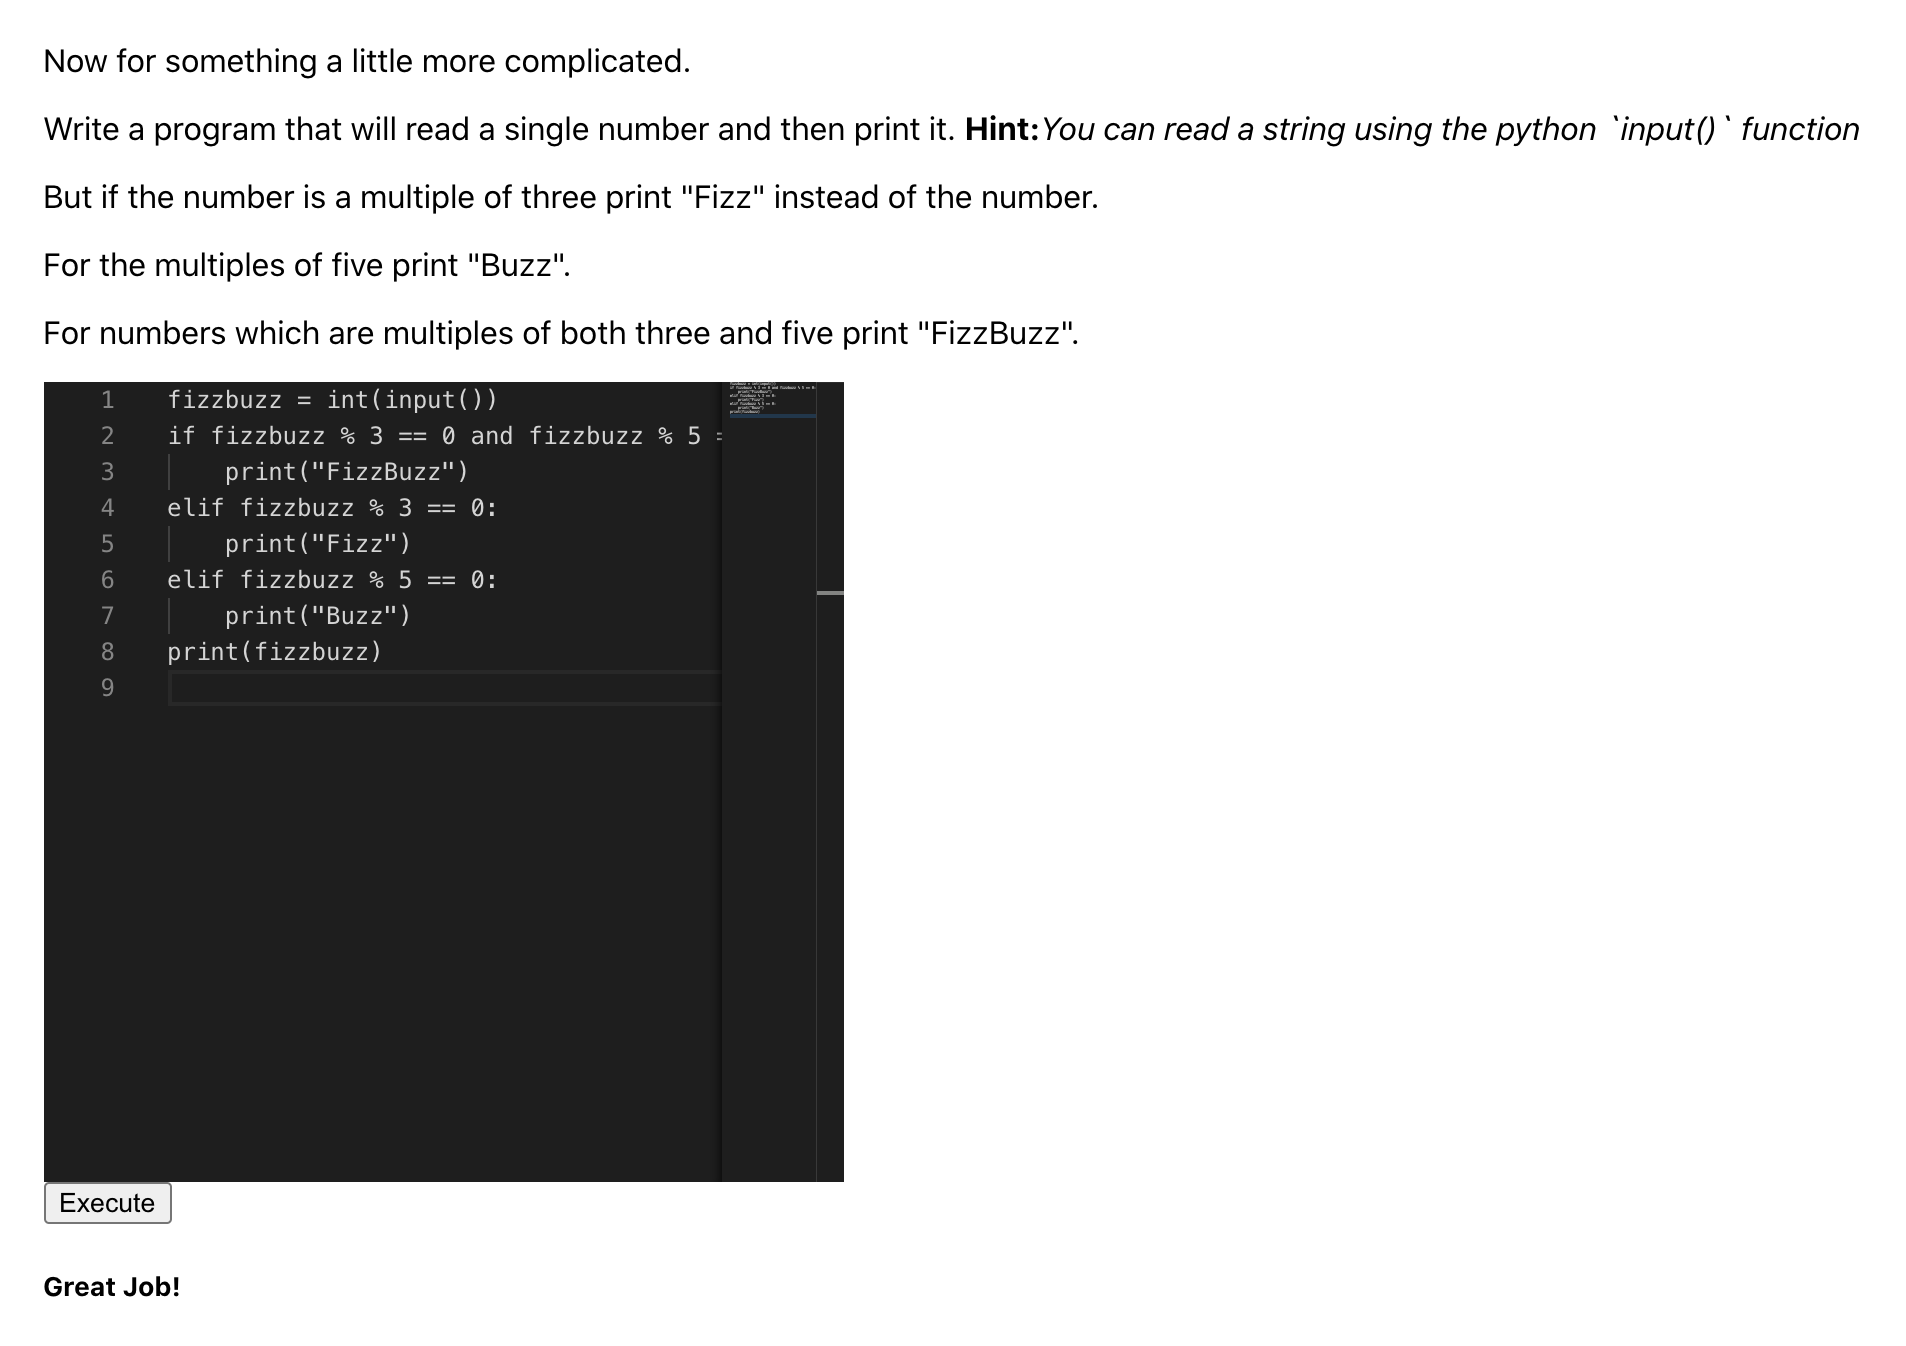 Now for something a little more complicated.
Write a program that will read a single number and then print it. Hint:You can read a string using the python `input()` function
But if the number is a multiple of three print "Fizz" instead of the number.
For the multiples of five print "Buzz".
For numbers which are multiples of both three and five print "FizzBuzz".
1 fizzbuzz = int(input())
2 if fizzbuzz % 3 == 0 and fizzbuzz % 5 =
3 print("FizzBuzz")
4 elif fizzbuzz % 3 == 0:
5 print("Fizz")
6 elif fizzbuzz % 5 == 0:
7 print("Buzz")
8 print(fizzbuzz)
9
Execute
Great Job!